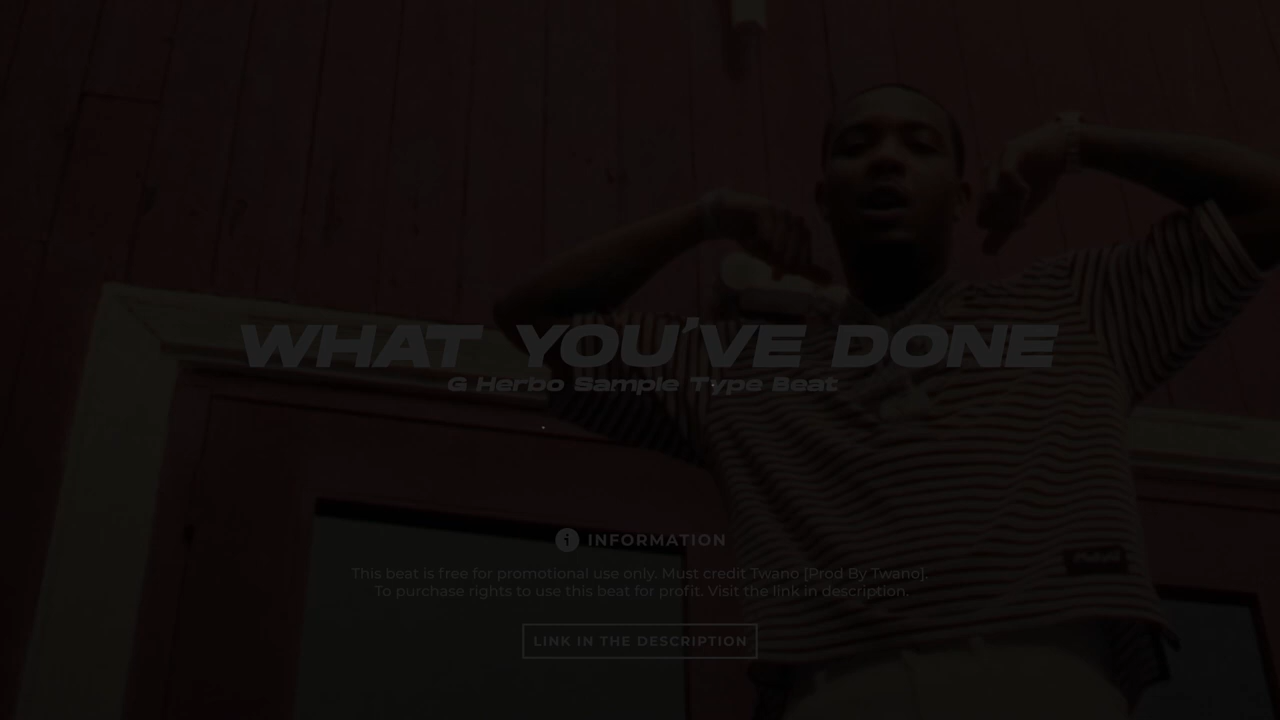 WHAT YOU'VE DONE
G Herbo Sample Type Beat
i INFORMATION
This beat is free for promotional use only. Must credit Twano [Prod By Twano].
To purchase rights to use this beat for profit. Visit the link in description.
LINK IN THE DESCRIPTION